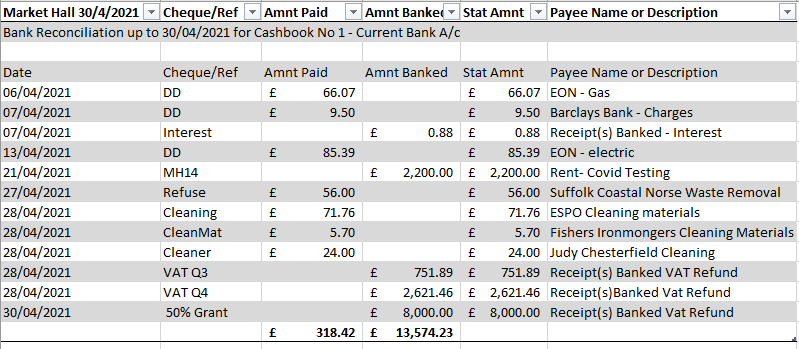 Market Hall 30/4/2021 Cheque/Ref Amnt Paid Amnt Banked Stat Amnt Payee Name or Description
Bank Reconciliation up to 30/04/2021 for Cashbook No 1 - Current Bank A/c
Date Cheque/Ref Amnt Paid Amnt Banked Stat Amnt Payee Name or Description
06/04/2021 DD £ 66.07 £ 66.07 EON - Gas
07/04/2021 DD £ 9.50 £ 9.50 Barclays Bank - Charges
07/04/2021 Interest £ 0.88 £ 0.88 Receipt(s) Banked - Interest
13/04/2021 DD £ 85.39 £ 85.39 EON - electric
21/04/2021 MH14 £ 2,200.00 £ 2,200.00 Rent- Covid Testing
27/04/2021 Refuse £ 56.00 £ 56.00 Suffolk Coastal Norse Waste Removal
28/04/2021 Cleaning £ 71.76 £ 71.76 ESPO Cleaning materials
28/04/2021 CleanMat £ 5.70 £ 5.70 Fishers Ironmongers Cleaning Materials
28/04/2021 Cleaner £ 24.00 £ 24.00 Judy Chesterfield Cleaning
28/04/2021 VAT Q3 £ 751.89 £ 751.89 Receipt(s) Banked VAT Refund
28/04/2021 VAT Q4 £ 2,621.46 £ 2,621.46 Receipt(s)Banked Vat Refund
30/04/2021 50% Grant £ 8,000.00 £ 8,000.00 Receipt(s) Banked Vat Refund
£ 318.42 £ 13,574.23